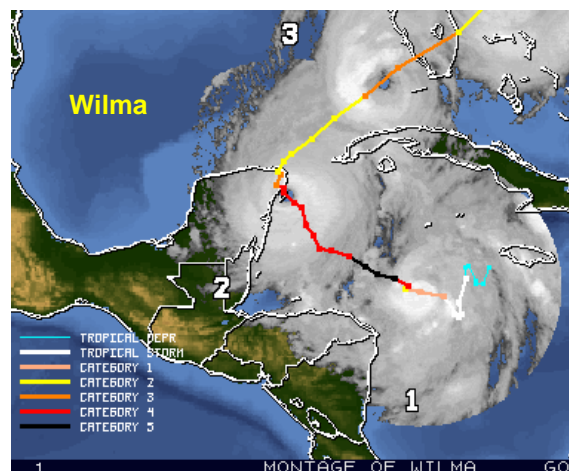 3
Wilma
2
TROPICAL DEPR
TROPICAL STORM
CATEGORY 1
CATEGORY 2
CATEGORY 3
CATEGORY 4
CATEGORY 5
1
1 MONTAGE OF WILMA GO